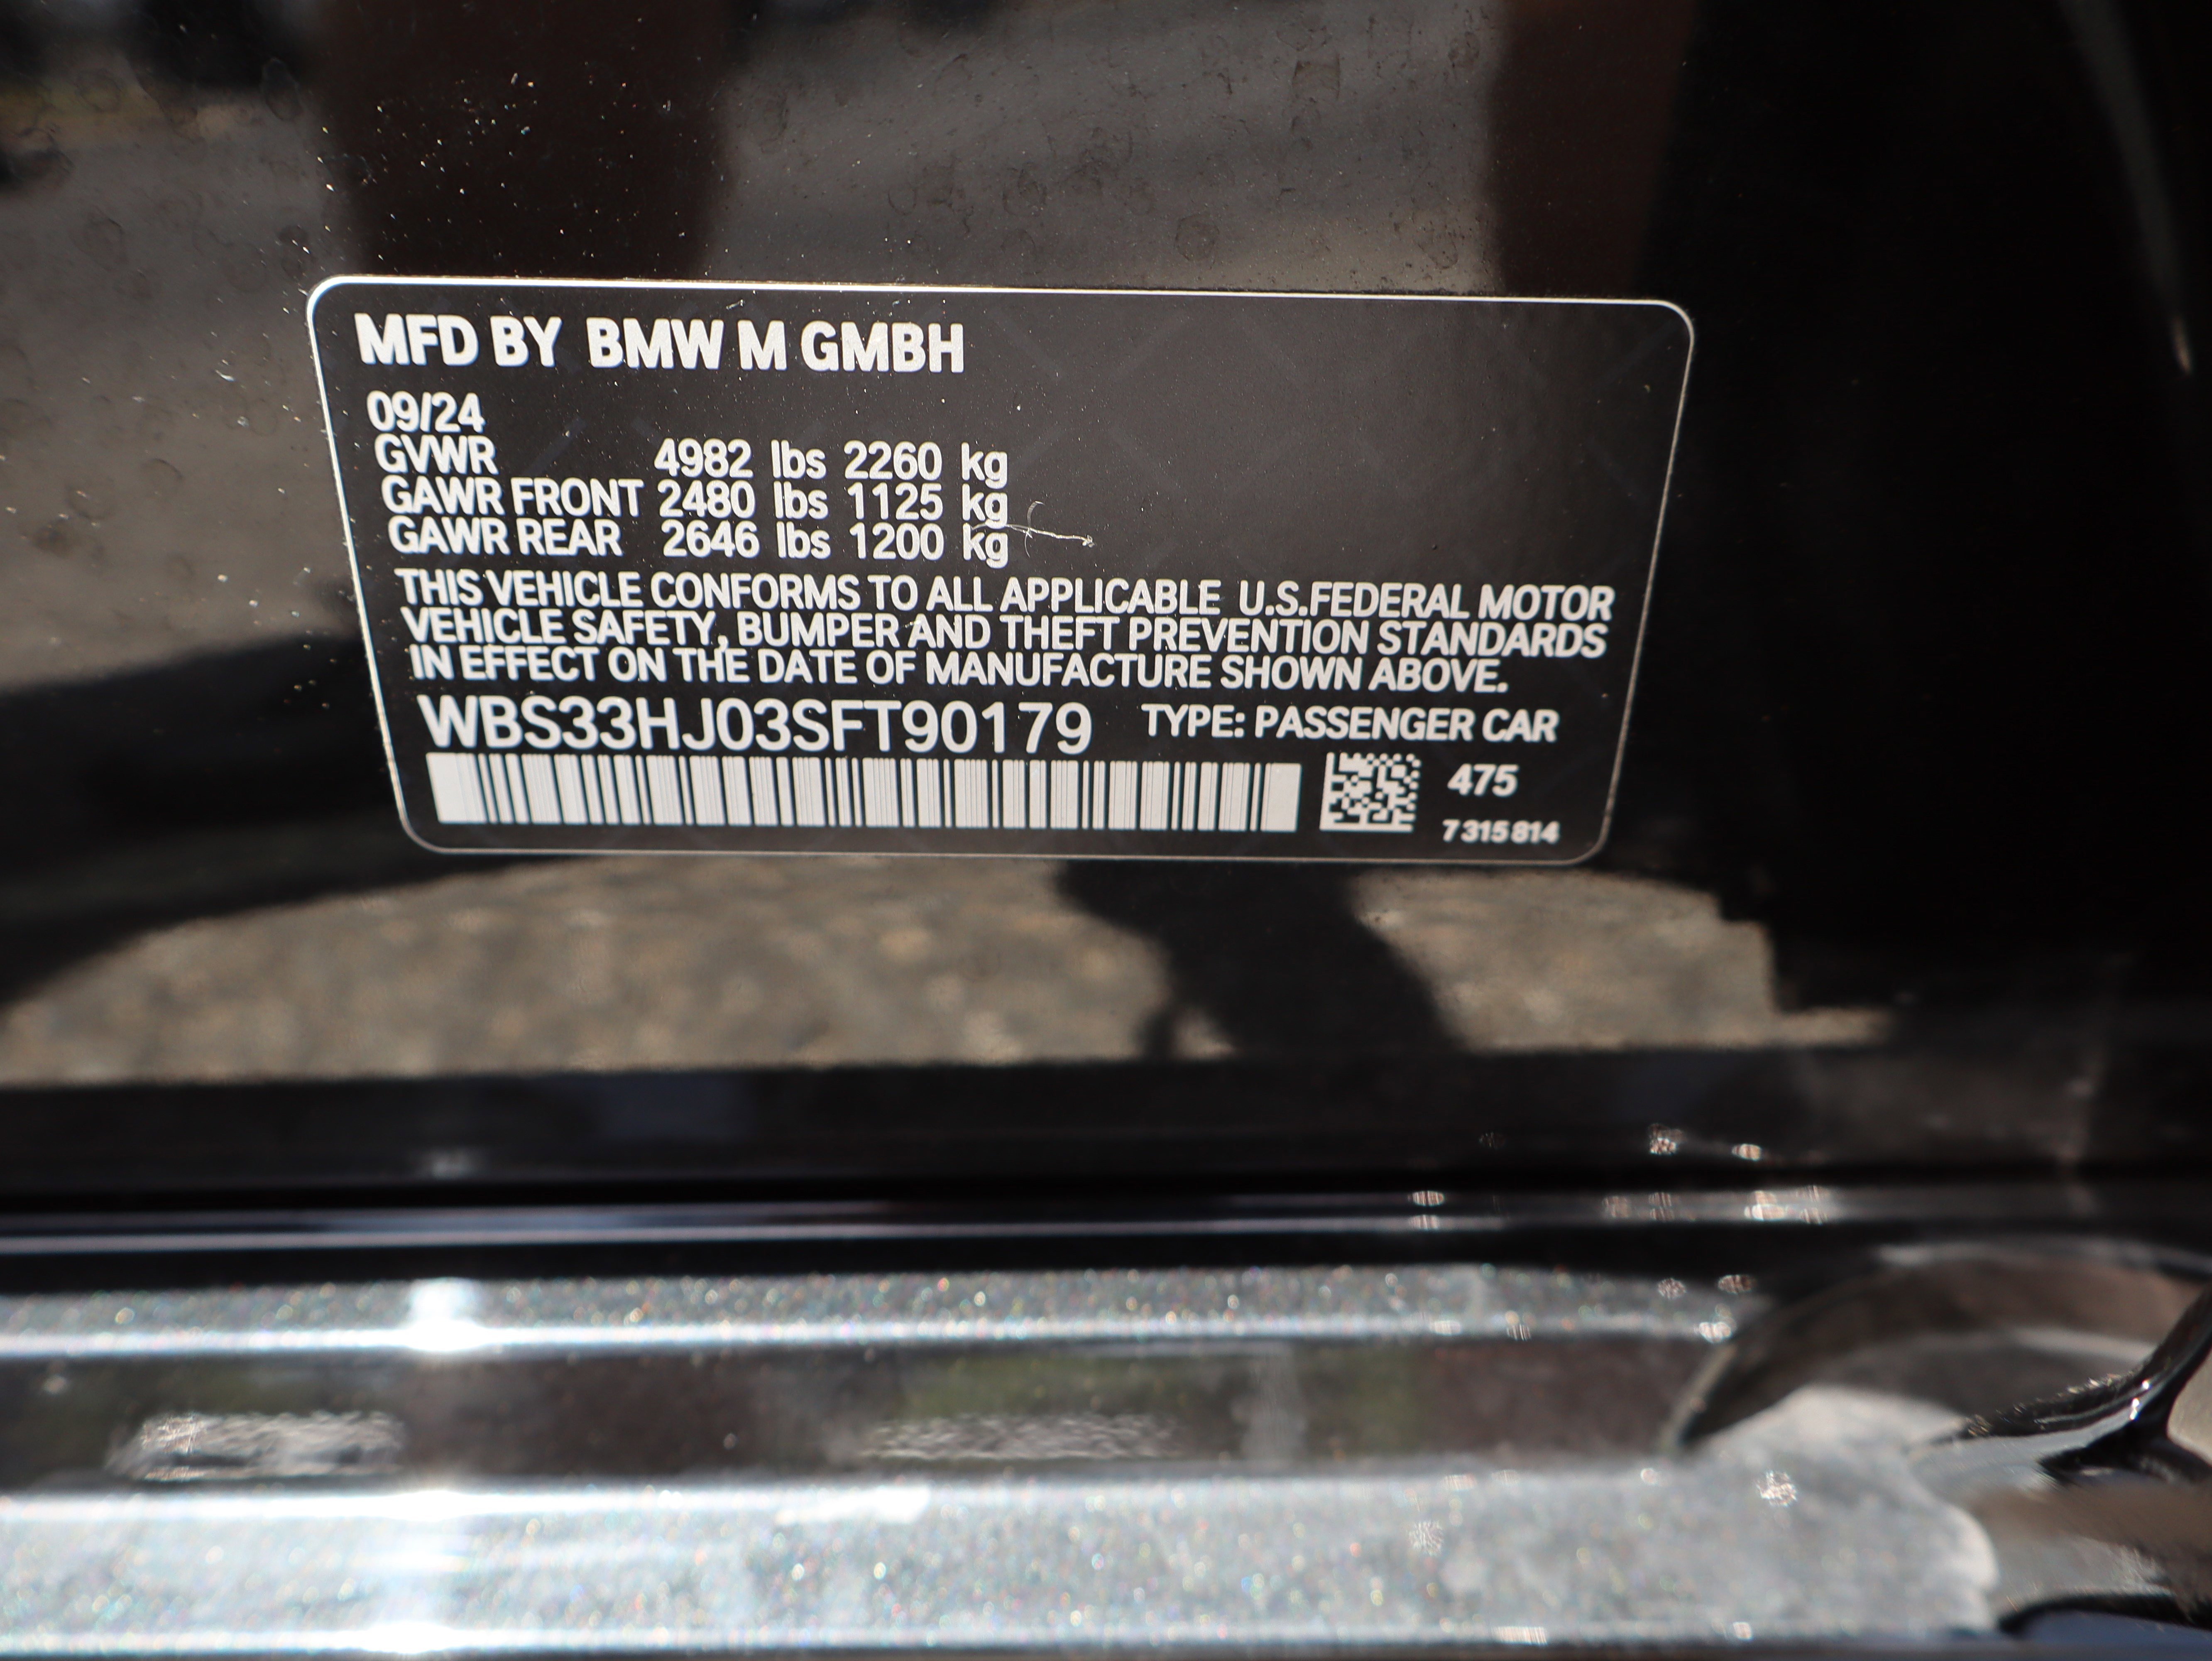 MFD BY BMW M GMBH
09/24
GVWR 4982 lbs 2260 kg
GAWR FRONT 2480 lbs 1125 kg
GAWR REAR 2646 lbs 1200 kg
THIS VEHICLE CONFORMS TO ALL APPLICABLE U.S.FEDERAL MOTOR
VEHICLE SAFETY, BUMPER AND THEFT PREVENTION STANDARDS
IN EFFECT ON THE DATE OF MANUFACTURE SHOWN ABOVE.
WBS33HJ03SFT90179 TYPE: PASSENGER CAR
475
7 315 814